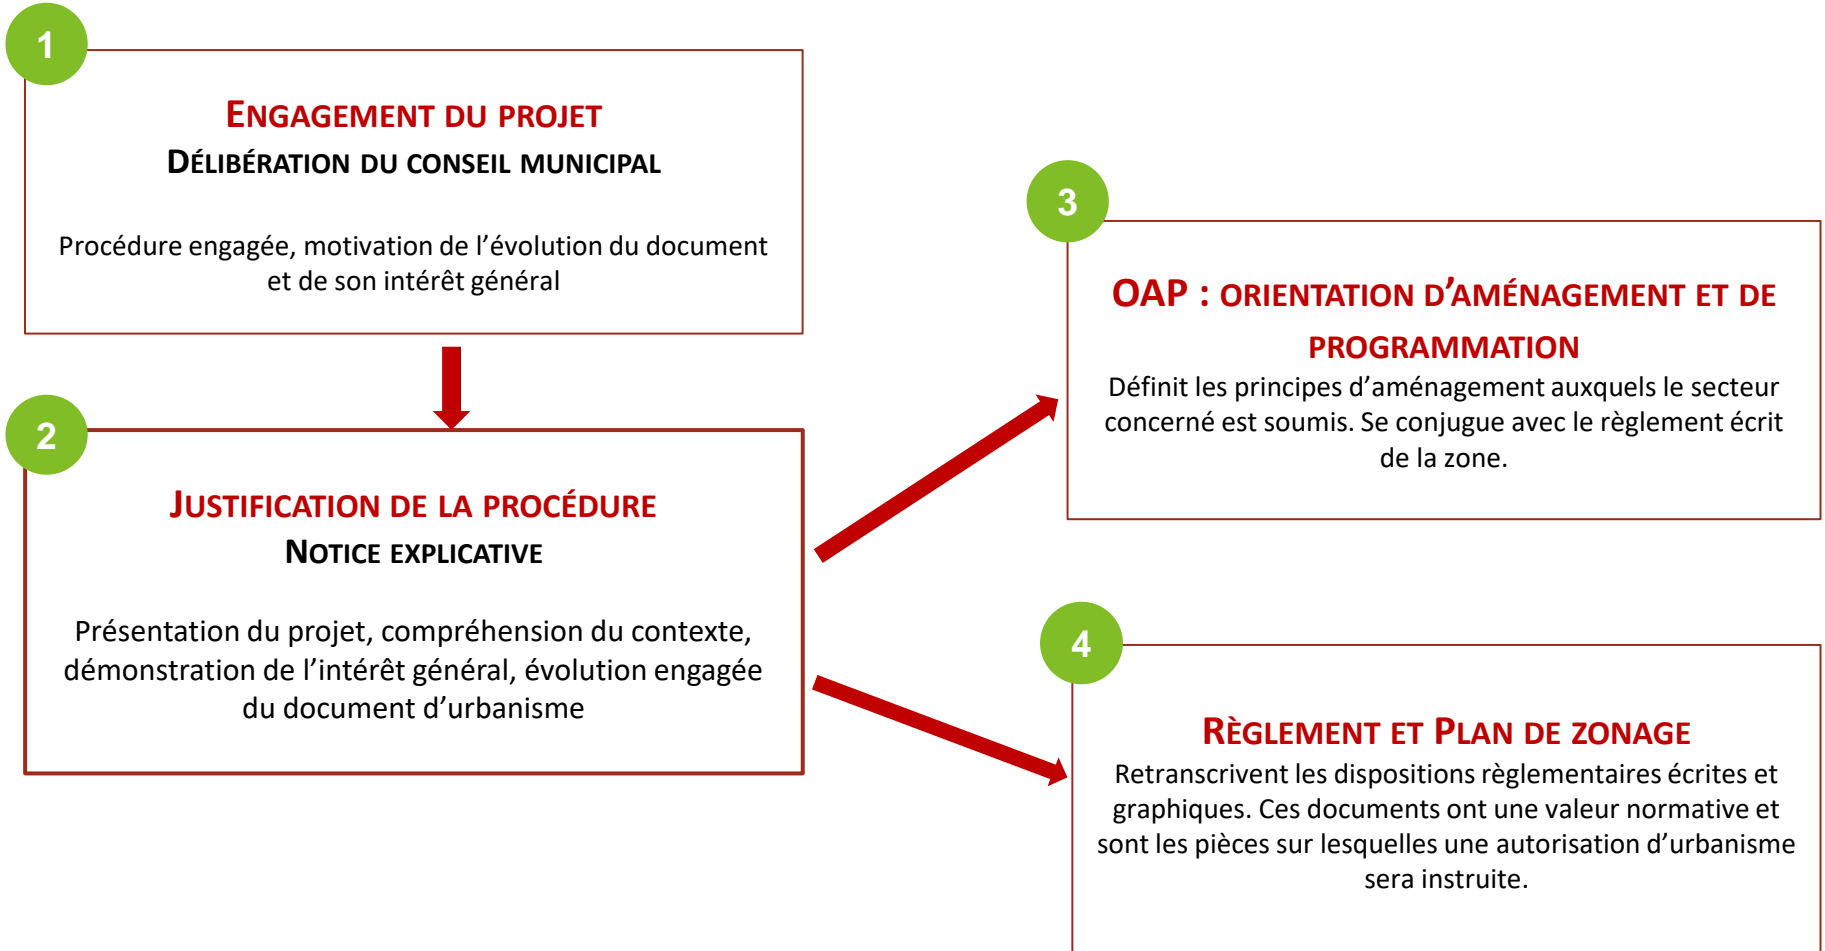 1
ENGAGEMENT DU PROJET
DÉLIBÉRATION DU CONSEIL MUNICIPAL
Procédure engagée, motivation de l’évolution du document
et de son intérêt général
2
JUSTIFICATION DE LA PROCÉDURE
NOTICE EXPLICATIVE
Présentation du projet, compréhension du contexte,
démonstration de l’intérêt général, évolution engagée
du document d’urbanisme
3
OAP : ORIENTATION D’AMÉNAGEMENT ET DE
PROGRAMMATION
Définit les principes d’aménagement auxquels le secteur
concerné est soumis. Se conjugue avec le règlement écrit
de la zone.
4
RÈGLEMENT ET PLAN DE ZONAGE
Retranscrivent les dispositions règlementaires écrites et
graphiques. Ces documents ont une valeur normative et
sont les pièces sur lesquelles une autorisation d’urbanisme
sera instruite.